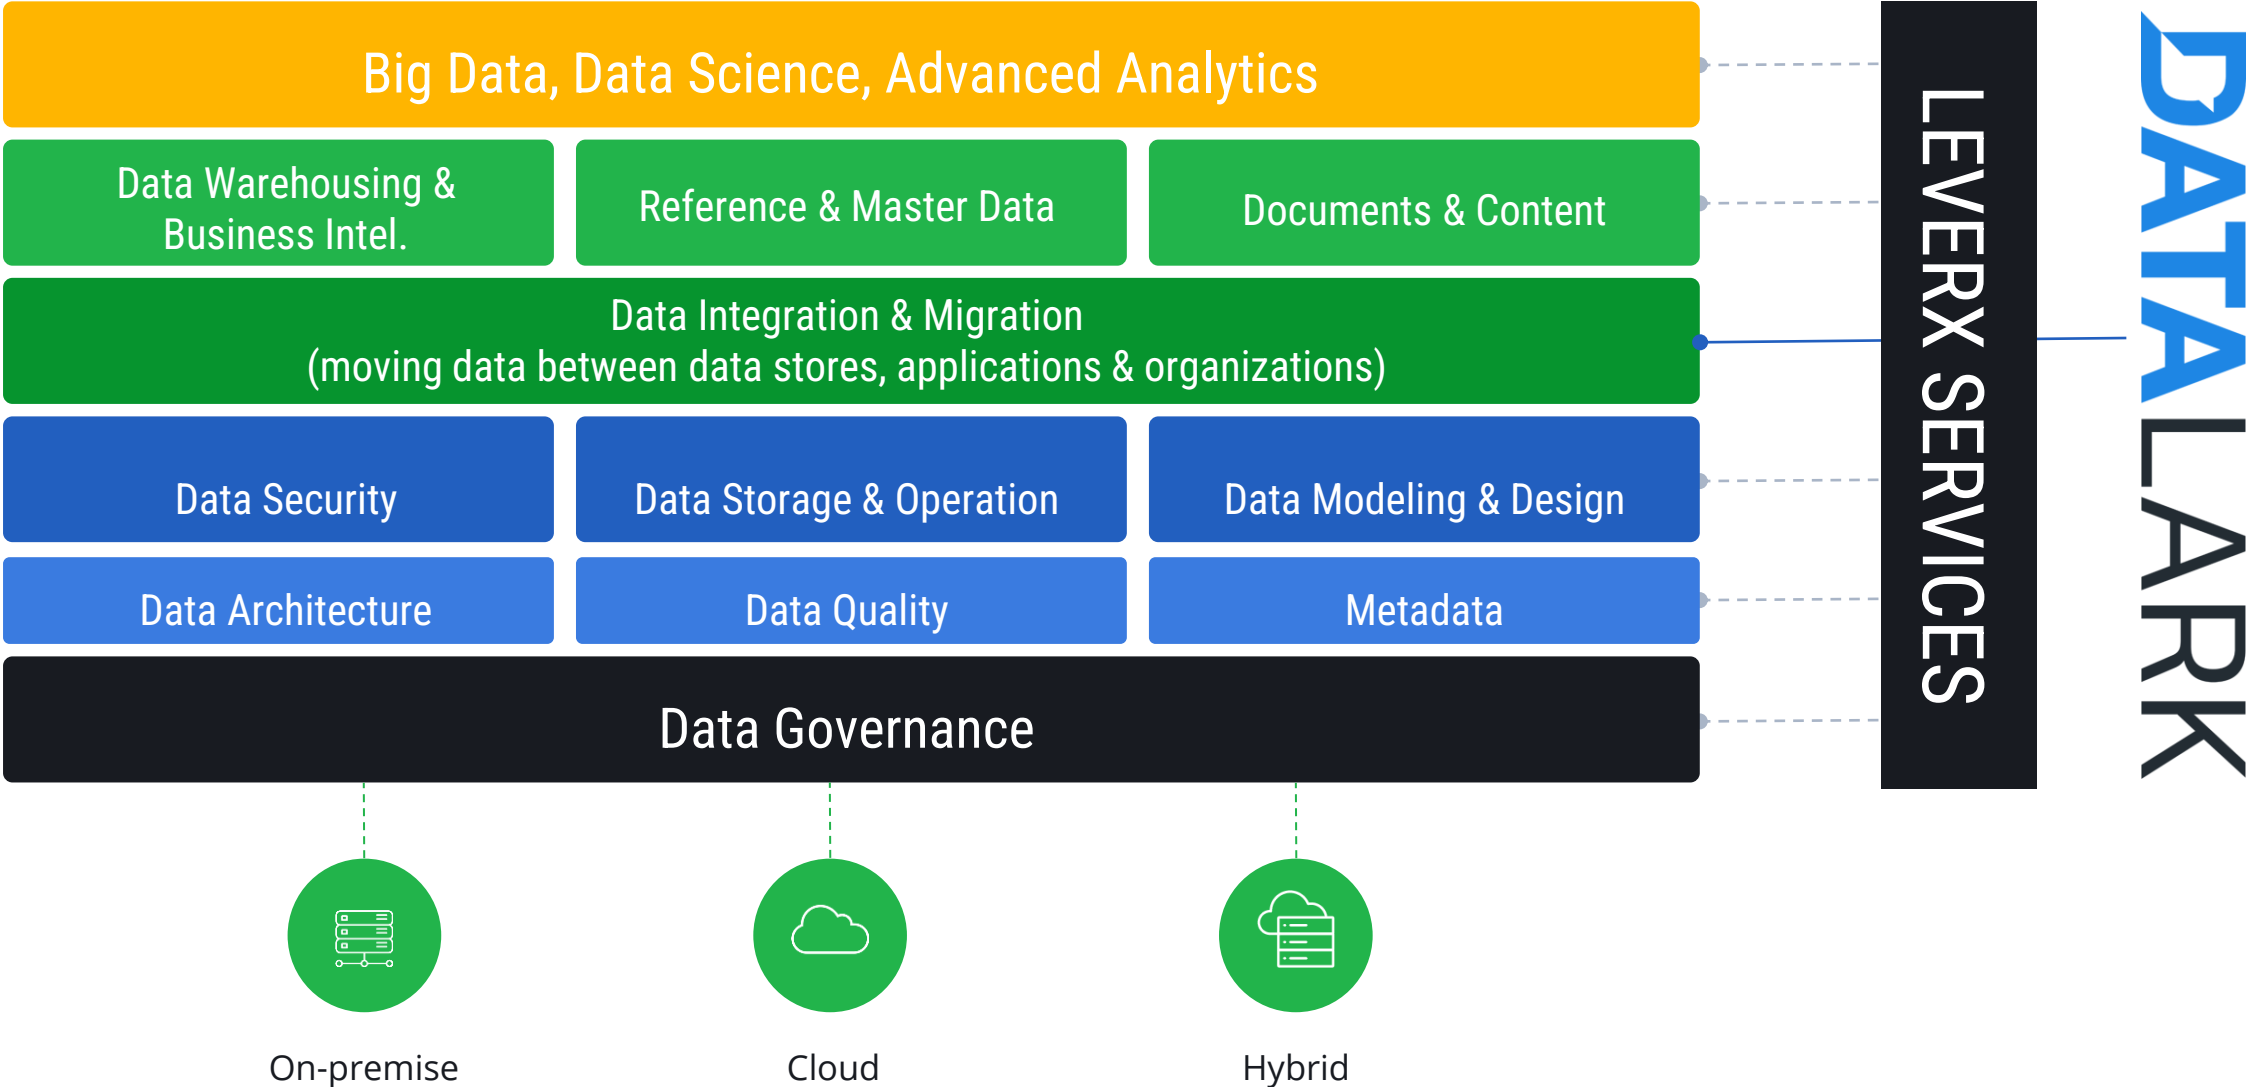 Big Data, Data Science, Advanced Analytics
Data Warehousing &
Business Intel.
Reference & Master Data
Documents & Content
Data Integration & Migration
(moving data between data stores, applications & organizations)
Data Security
Data Storage & Operation
Data Modeling & Design
Data Architecture
Data Quality
Metadata
Data Governance
On-premise
Cloud
Hybrid
LEVERX SERVICES
DATALARK